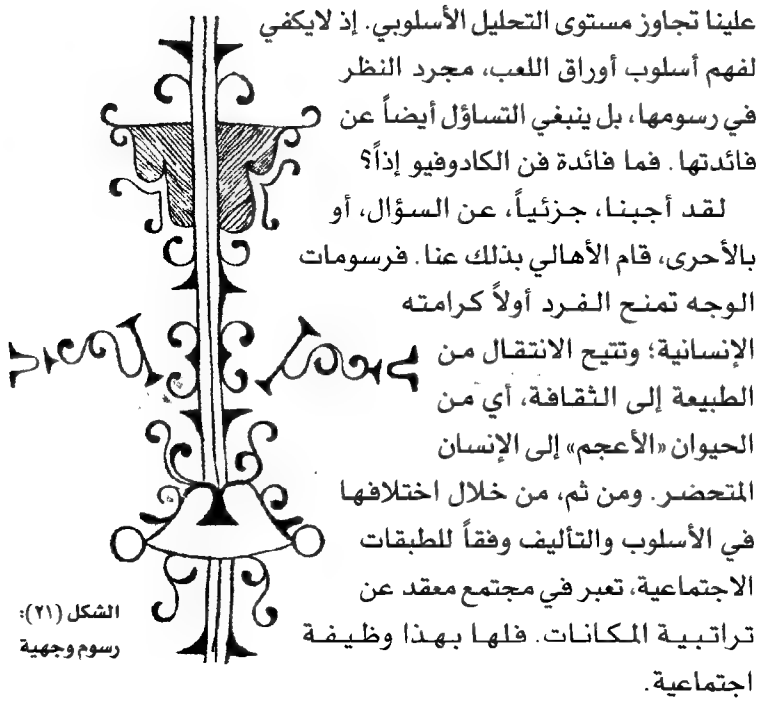 علينا تجاوز مستوى التحليل الأسلوبي. إذ لايكفي
لفهم أسلوب أوراق اللعب، مجرد النظر
في رسومها، بل ينبغي التساؤل أيضاً عن
فائدتها. فما فائدة فن الكادوفيو إذاً؟
لقد أجبنا، جزئياً، عن السؤال، أو
بالأحرى، قام الأهالي بذلك عنا. فرسومات
الوجه تمنح الفرد أولاً كرامته
الإنسانية؛ وتتيح الانتقال من
الطبيعة إلى الثقافة، أي من
الحيوان «الأعجم» إلى الإنسان
المتحضر. ومن ثم، من خلال اختلافها
في الأسلوب والتأليف وفقاً للطبقات
الاجتماعية، تعبر في مجتمع معقد عن
تراتبية المكانات. فلها بهذا وظيفة
اجتماعية.
الشكل (٢١):
رسوم وجهية